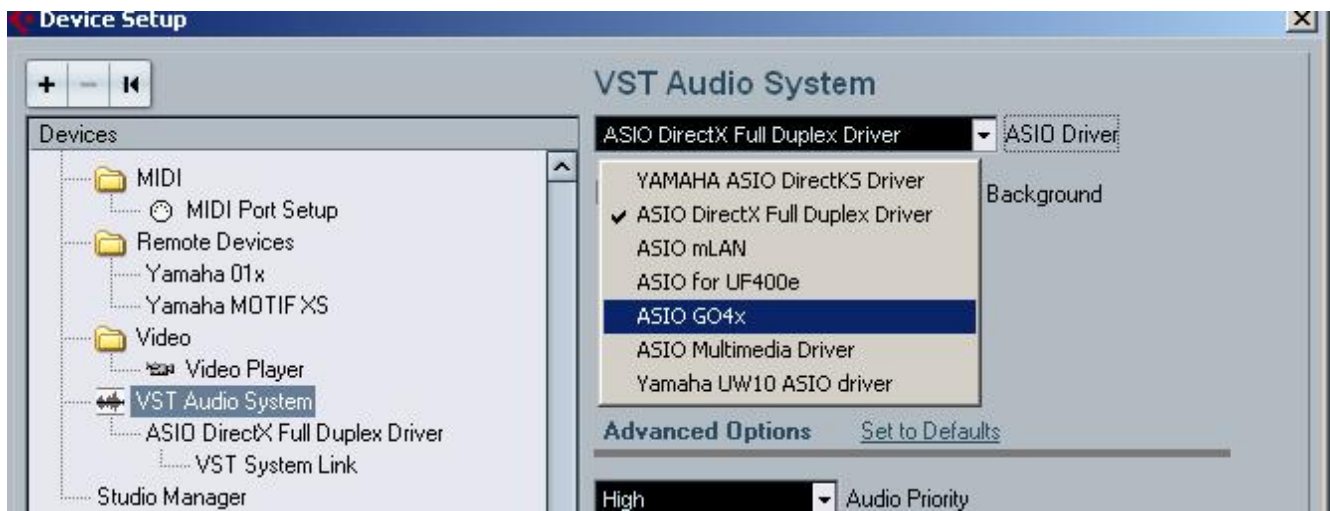 Device Setup
Devices
MIDI
MIDI Port Setup
Remote Devices
Yamaha 01x
Yamaha MOTIF XS
Video
Video Player
VST Audio System
ASIO DirectX Full Duplex Driver
VST System Link
Studio Manager
VST Audio System
ASIO DirectX Full Duplex Driver ASIO Driver
YAMAHA ASIO DirectKS Driver
Background
ASIO DirectX Full Duplex Driver
ASIO mLAN
ASIO for UF400e
ASIO GO4x
ASIO Multimedia Driver
Yamaha UW10 ASIO driver
Advanced Options Set to Defaults
High Audio Priority